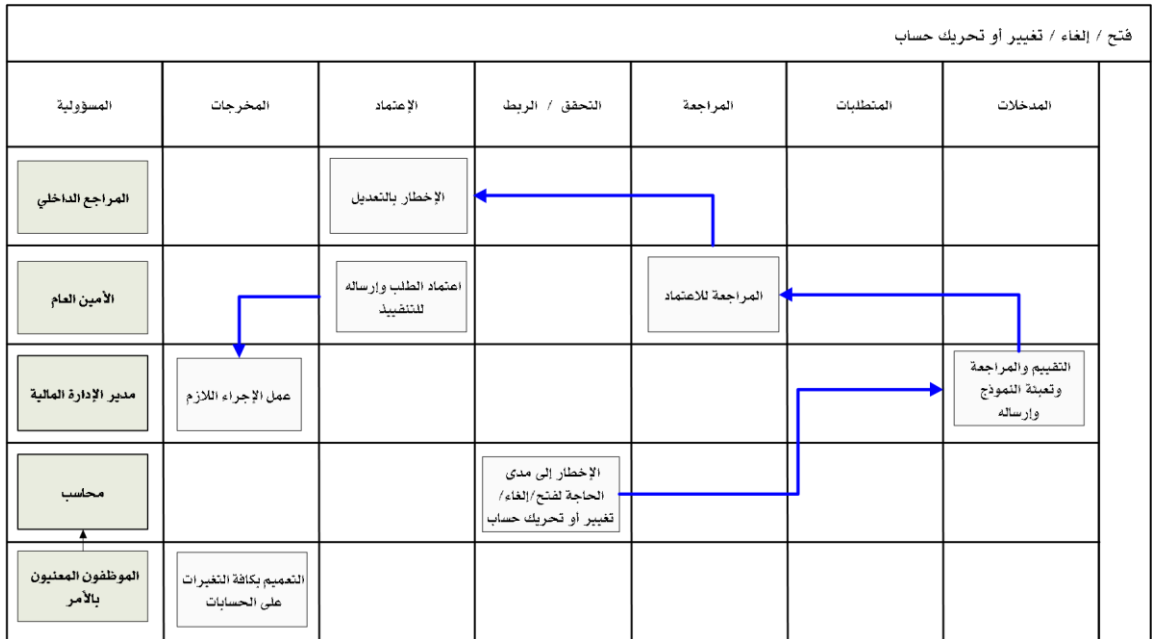 فتح / إلغاء / تغيير أو تحريك حساب
المدخلات
المتطلبات
المراجعة
التحقق / الربط
الإعتماد
المخرجات
المسؤولية
الإخطار بالتعديل
المراجع الداخلي
المراجعة للاعتماد
اعتماد الطلب وإرساله
للتنفييذ
الأمين العام
التقييم والمراجعة
وتعبئة النموذج
وإرساله
عمل الإجراء اللازم
مدير الإدارة المالية
الإخطار إلى مدى
الحاجة لفتح/إلغاء/
تغيير أو تحريك حساب
محاسب
التعميم بكافة التغيرات
على الحسابات
الموظفون المعنيون
بالأمر